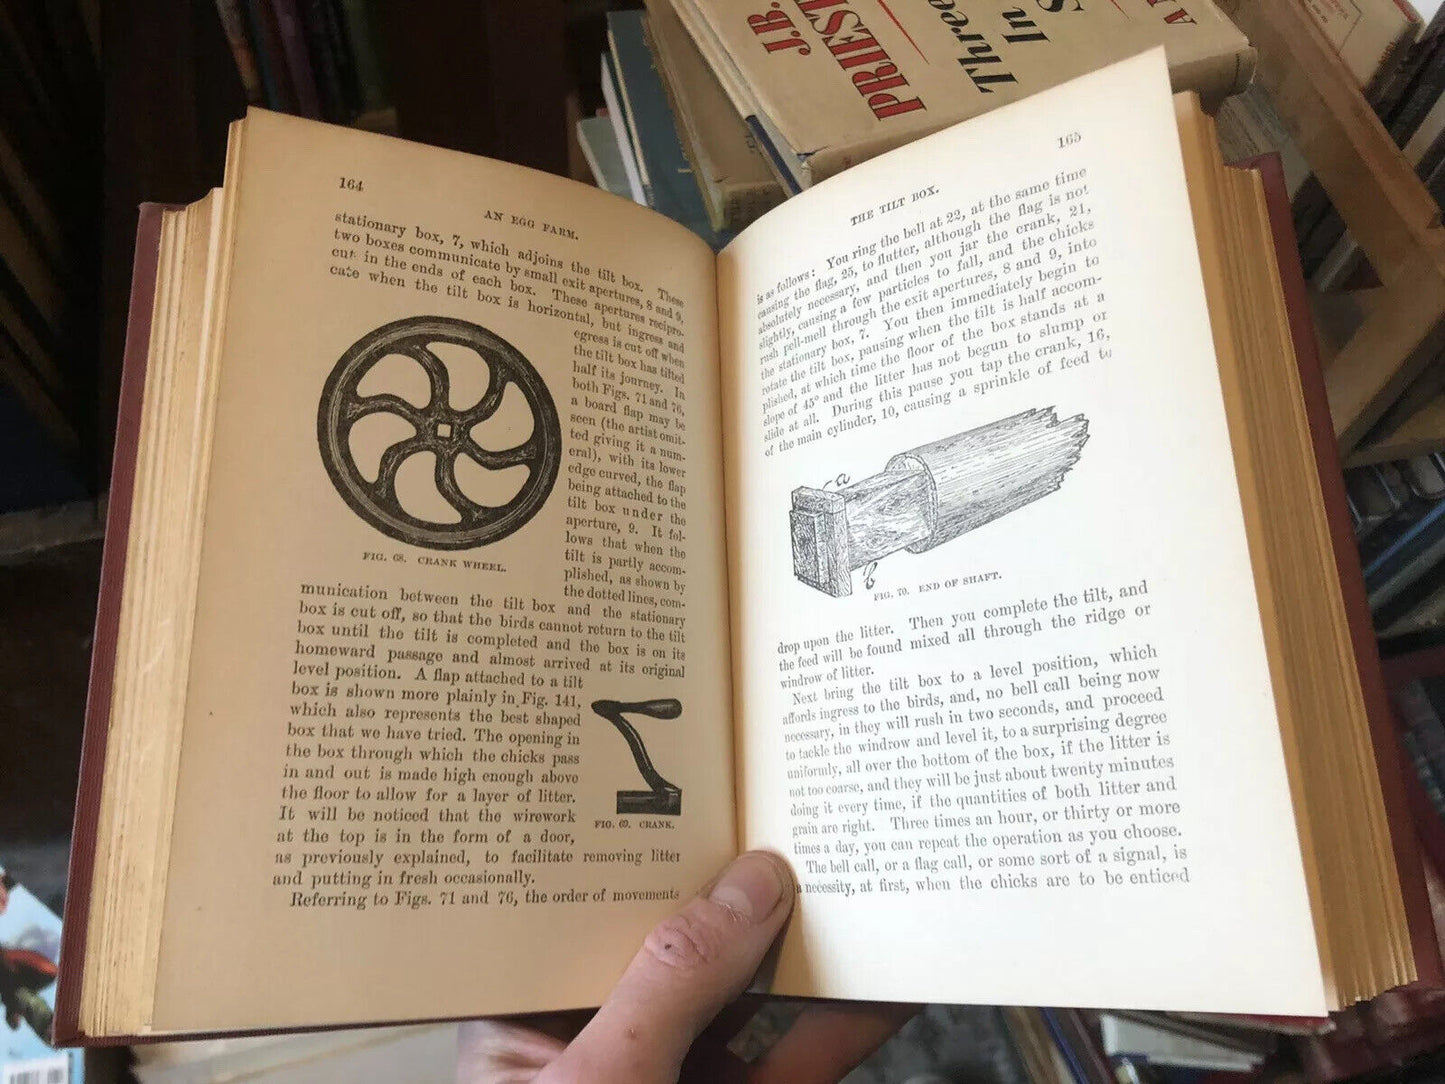 J.B.
PRIEST
Three
In
S
A
164
AN EGG FARM.
stationary box, 7, which adjoins the tilt box. These
two boxes communicate by small exit apertures, 8 and 9,
cut in the ends of each box. These apertures recipro-
cate when the tilt box is horizontal, but ingress and
egress is cut off when
the tilt box has tilted
half its journey. In
both Figs. 71 and 76,
a board flap may be
seen (the artist omit-
ted giving it a num-
eral), with its lower
edge curved, the flap
being attached to the
tilt box under the
aperture, 9. It fol-
lows that when the
tilt is partly accom-
plished, as shown by
the dotted lines, com-
FIG. 68. CRANK WHEEL.
munication between the tilt box and the stationary
box is cut off, so that the birds cannot return to the tilt
box until the tilt is completed and the box is on its
homeward passage and almost arrived at its original
level position. A flap attached to a tilt
box is shown more plainly in Fig. 141,
which also represents the best shaped
box that we have tried. The opening in
the box through which the chicks pass
in and out is made high enough above
the floor to allow for a layer of litter.
It will be noticed that the wirework
at the top is in the form of a door,
FIG. 69. CRANK.
as previously explained, to facilitate removing litter
and putting in fresh occasionally.
Referring to Figs. 71 and 76, the order of movements
165
THE TILT BOX.
is as follows: You ring the bell at 22, at the same time
causing the flag, 25, to flutter, although the flag is not
absolutely necessary, and then you jar the crank, 21,
slightly, causing a few particles to fall, and the chicks
rush pell-mell through the exit apertures, 8 and 9, into
the stationary box, 7. You then immediately begin to
rotate the tilt box, pausing when the tilt is half accom-
plished, at which time the floor of the box stands at a
slope of 45° and the litter has not begun to slump or
slide at all. During this pause you tap the crank, 16,
of the main cylinder, 10, causing a sprinkle of feed to
a
b
FIG. 70. END OF SHAFT.
drop upon the litter. Then you complete the tilt, and
the feed will be found mixed all through the ridge or
windrow of litter.
Next bring the tilt box to a level position, which
affords ingress to the birds, and, no bell call being now
necessary, in they will rush in two seconds, and proceed
to tackle the windrow and level it, to a surprising degree
uniformly, all over the bottom of the box, if the litter is
not too coarse, and they will be just about twenty minutes
doing it every time, if the quantities of both litter and
grain are right. Three times an hour, or thirty or more
times a day, you can repeat the operation as you choose.
The bell call, or a flag call, or some sort of a signal, is
a necessity, at first, when the chicks are to be enticed